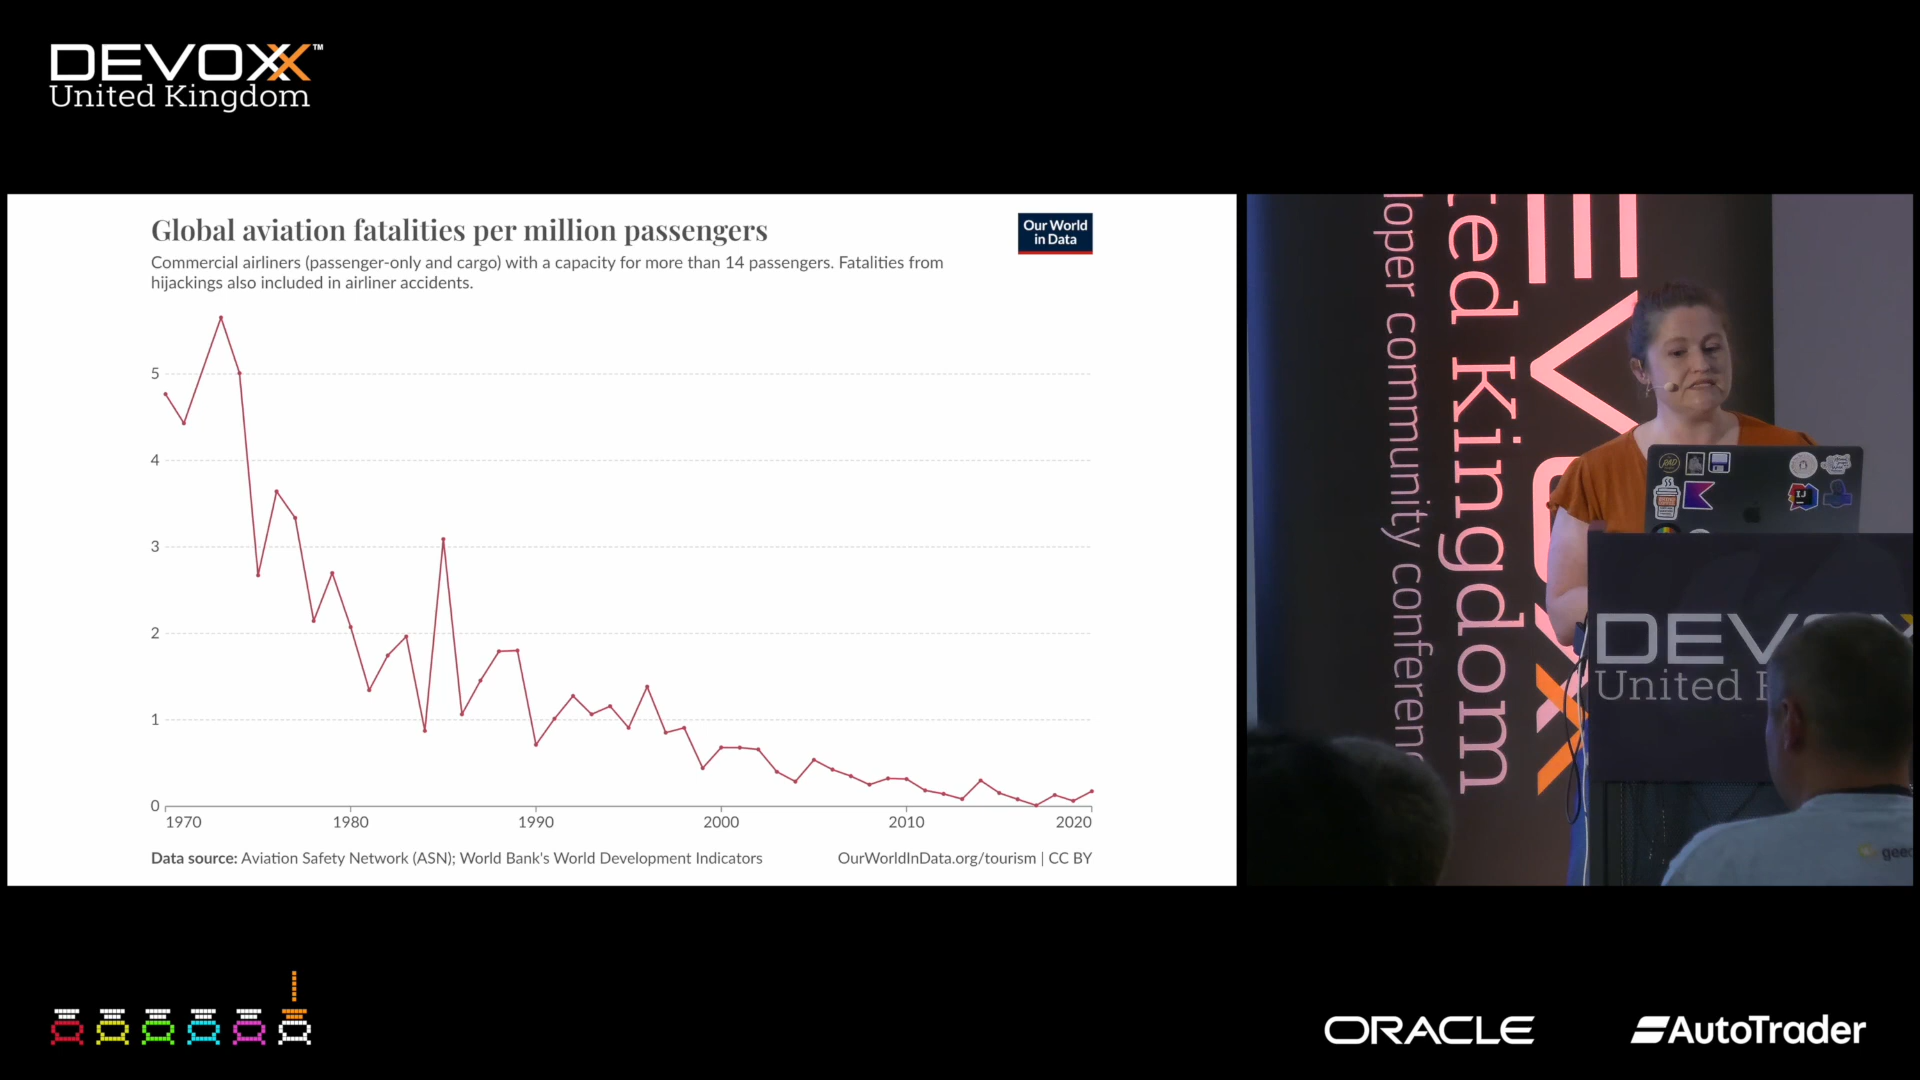 DEVOXX™
United Kingdom
Global aviation fatalities per million passengers
Our World
in Data
Commercial airliners (passenger-only and cargo) with a capacity for more than 14 passengers. Fatalities from
hijackings also included in airliner accidents.
5
4
3
2
1
0
1970
1980
1990
2000
2010
2020
Data source: Aviation Safety Network (ASN); World Bank's World Development Indicators
OurWorldInData.org/tourism | CC BY
EVOXX
ed Kingdom
loper community conferen
IJ
DEV
United
geec
ORACLE
AutoTrader